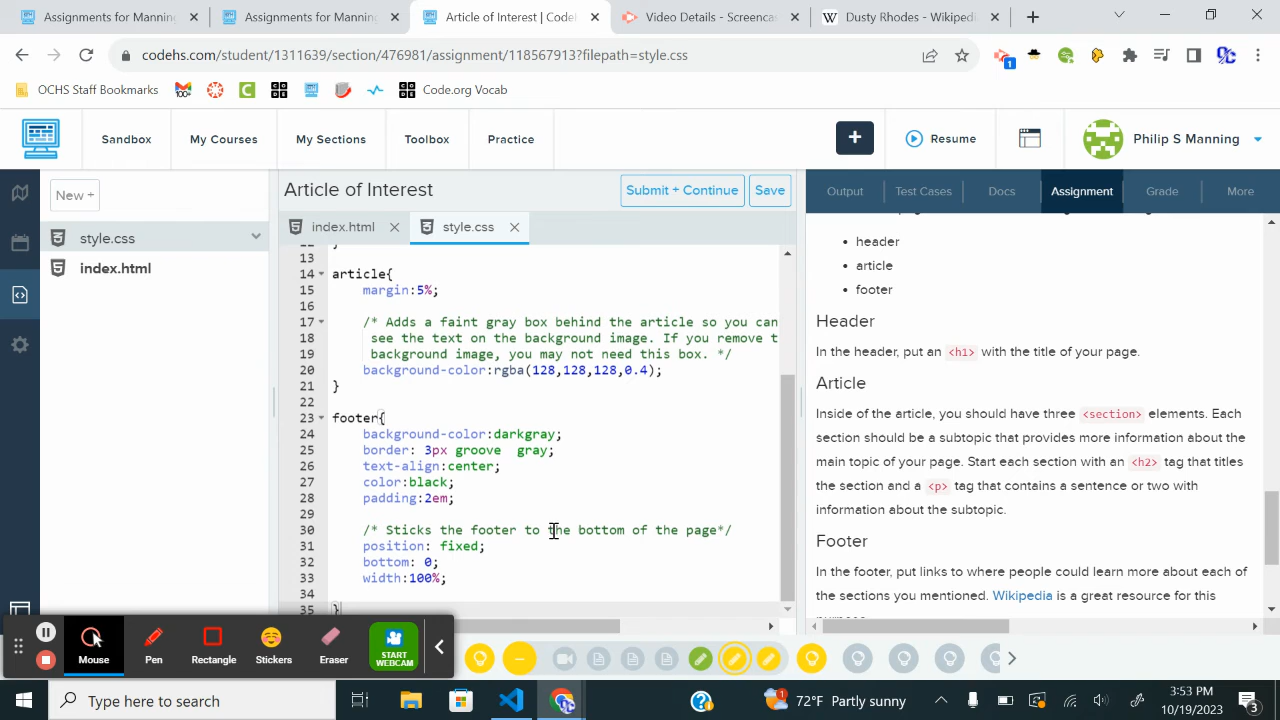 Assignments for Manning
Assignments for Manning
Article of Interest | CodeH
Video Details - Screencas
Dusty Rhodes - Wikipedi
codehs.com/student/1311639/section/476981/assignment/118567913?filepath=style.css
1
OCHS Staff Bookmarks
Code.org Vocab
Sandbox
My Courses
My Sections
Toolbox
Practice
+
Resume
Philip S Manning
New +
Article of Interest
Submit + Continue
Save
Output
Test Cases
Docs
Assignment
Grade
More
style.css
index.html
index.html
style.css
13
14 article{
15 margin:5%;
16
17 /* Adds a faint gray box behind the article so you can
18 see the text on the background image. If you remove t
19 background image, you may not need this box. */
20 background-color:rgba(128,128,128,0.4);
21 }
22
23 footer{
24 background-color:darkgray;
25 border: 3px groove  gray;
26 text-align:center;
27 color:black;
28 padding:2em;
29
30 /* Sticks the footer to the bottom of the page*/
31 position: fixed;
32 bottom: 0;
33 width:100%;
34
35 }
• header
• article
• footer
Header
In the header, put an <h1> with the title of your page.
Article
Inside of the article, you should have three <section> elements. Each
section should be a subtopic that provides more information about the
main topic of your page. Start each section with an <h2> tag that titles
the section and a <p> tag that contains a sentence or two with
information about the subtopic.
Footer
In the footer, put links to where people could learn more about each of
the sections you mentioned. Wikipedia is a great resource for this
Mouse
Pen
Rectangle
Stickers
Eraser
START
WEBCAM
Type here to search
72°F Partly sunny
3:53 PM
10/19/2023
3